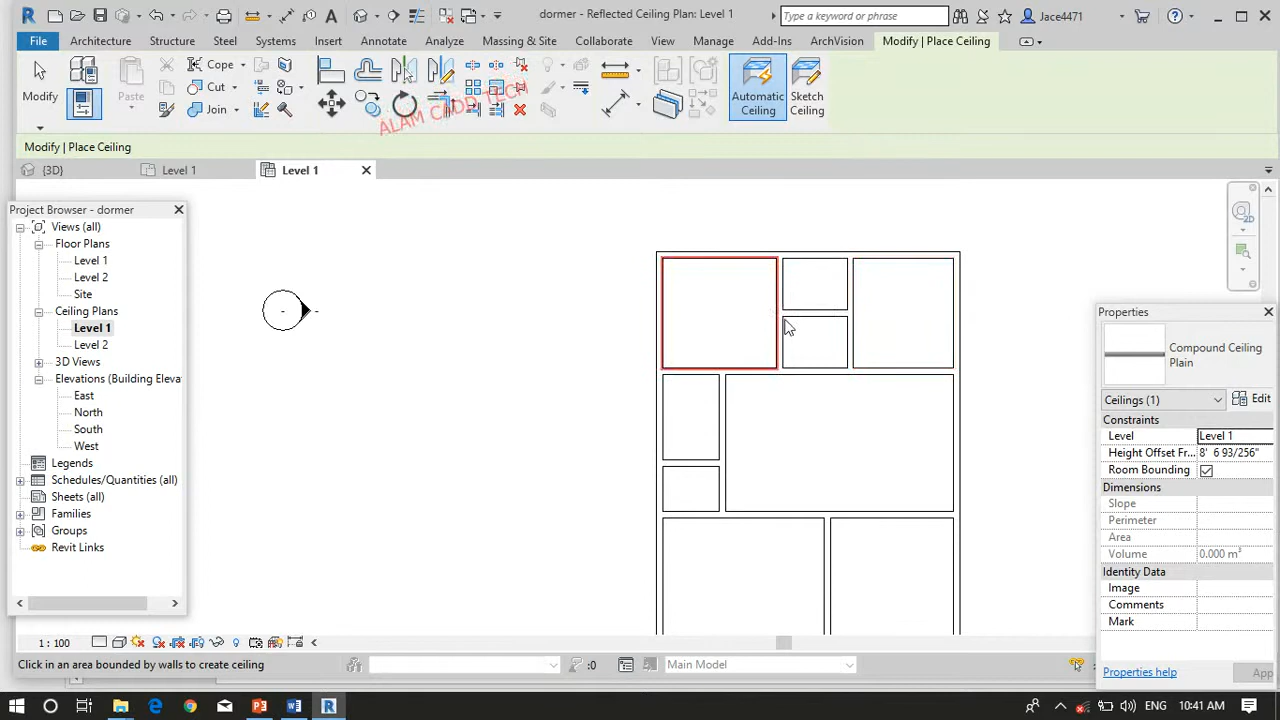 dormer - Reflected Ceiling Plan: Level 1
Type a keyword or phrase
Jace4471
File
Architecture
Structure
Steel
Systems
Insert
Annotate
Analyze
Massing & Site
Collaborate
View
Manage
Add-Ins
ArchVision
Modify | Place Ceiling
Modify
Paste
Cope
Cut
Join
ALAM CADD TECH
Automatic
Ceiling
Sketch
Ceiling
Modify | Place Ceiling
{3D}
Level 1
Level 1
2D
Project Browser - dormer
Views (all)
Floor Plans
Level 1
Level 2
Site
Ceiling Plans
Level 1
Level 2
3D Views
Elevations (Building Eleva
East
North
South
West
Legends
Schedules/Quantities (all)
Sheets (all)
Families
Groups
Revit Links
Properties
Compound Ceiling
Plain
Ceilings (1)
Edit
Constraints
Level
Level 1
Height Offset Fr...
8' 6 93/256"
Room Bounding
Dimensions
Slope
Perimeter
Area
Volume
0.000 m³
Identity Data
Image
Comments
Mark
Properties help
App
1 : 100
Click in an area bounded by walls to create ceiling
:0
Main Model
ENG
10:41 AM